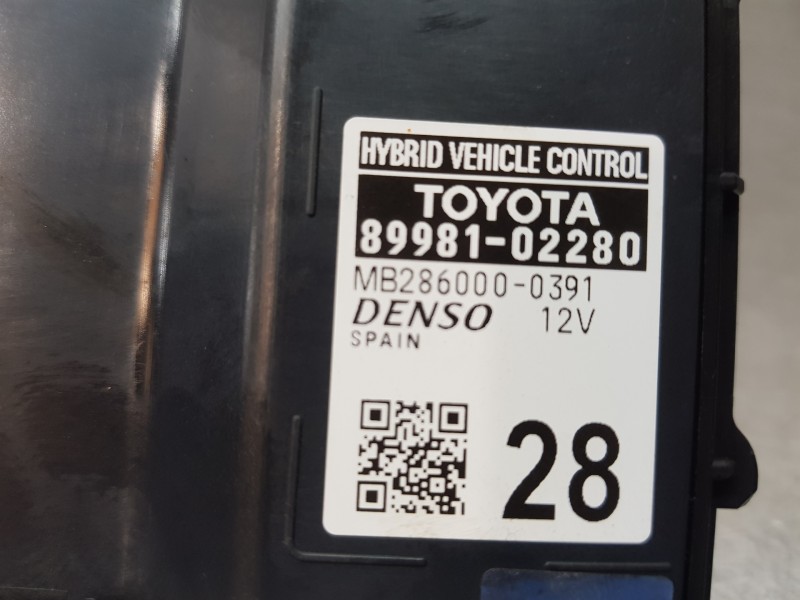 HYBRID VEHICLE CONTROL
TOYOTA
89981-02280
MB286000-0391
DENSO 12V
SPAIN
28